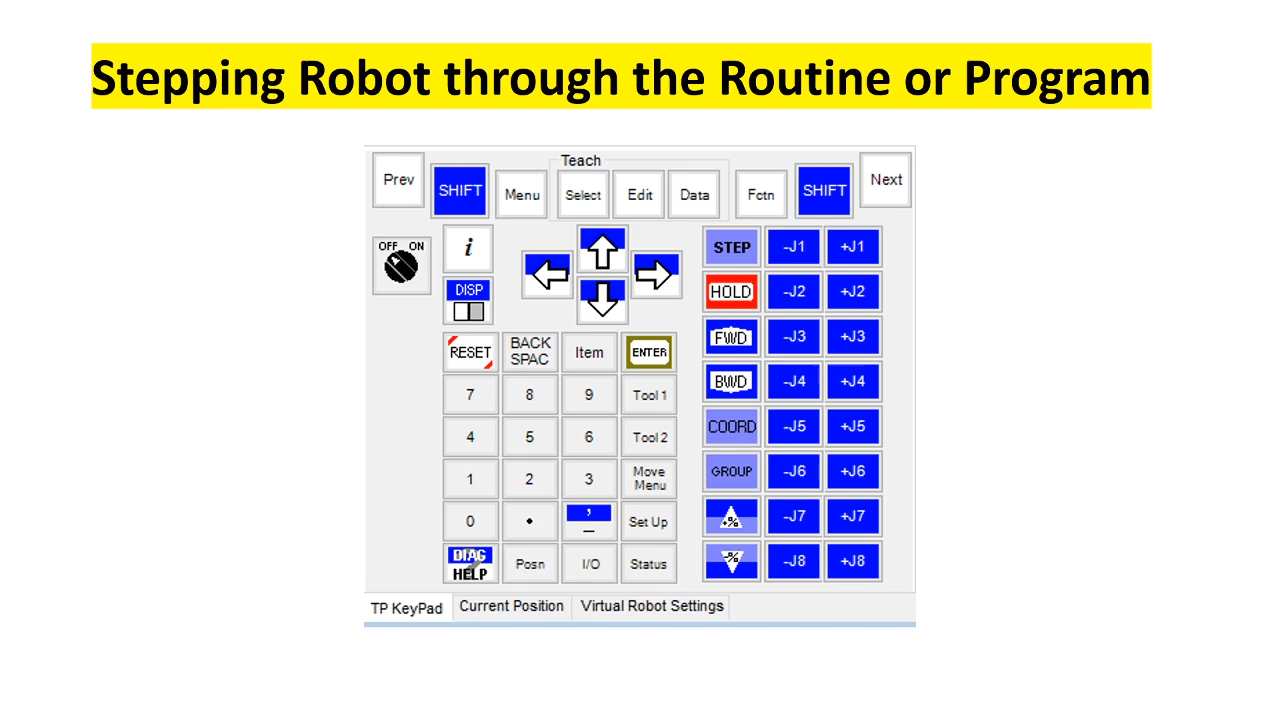 Stepping Robot through the Routine or Program
Teach
Prev SHIFT Menu Select Edit Data Fctn SHIFT Next
OFF ON
i
DISP
STEP -J1 +J1
HOLD -J2 +J2
FWD -J3 +J3
BWD -J4 +J4
COORD -J5 +J5
GROUP -J6 +J6
+% -J7 +J7
-% -J8 +J8
RESET BACK SPAC Item ENTER
7 8 9 Tool 1
4 5 6 Tool 2
1 2 3 Move Menu
0 . , _ Set Up
DIAG HELP Posn I/O Status
TP KeyPad Current Position Virtual Robot Settings